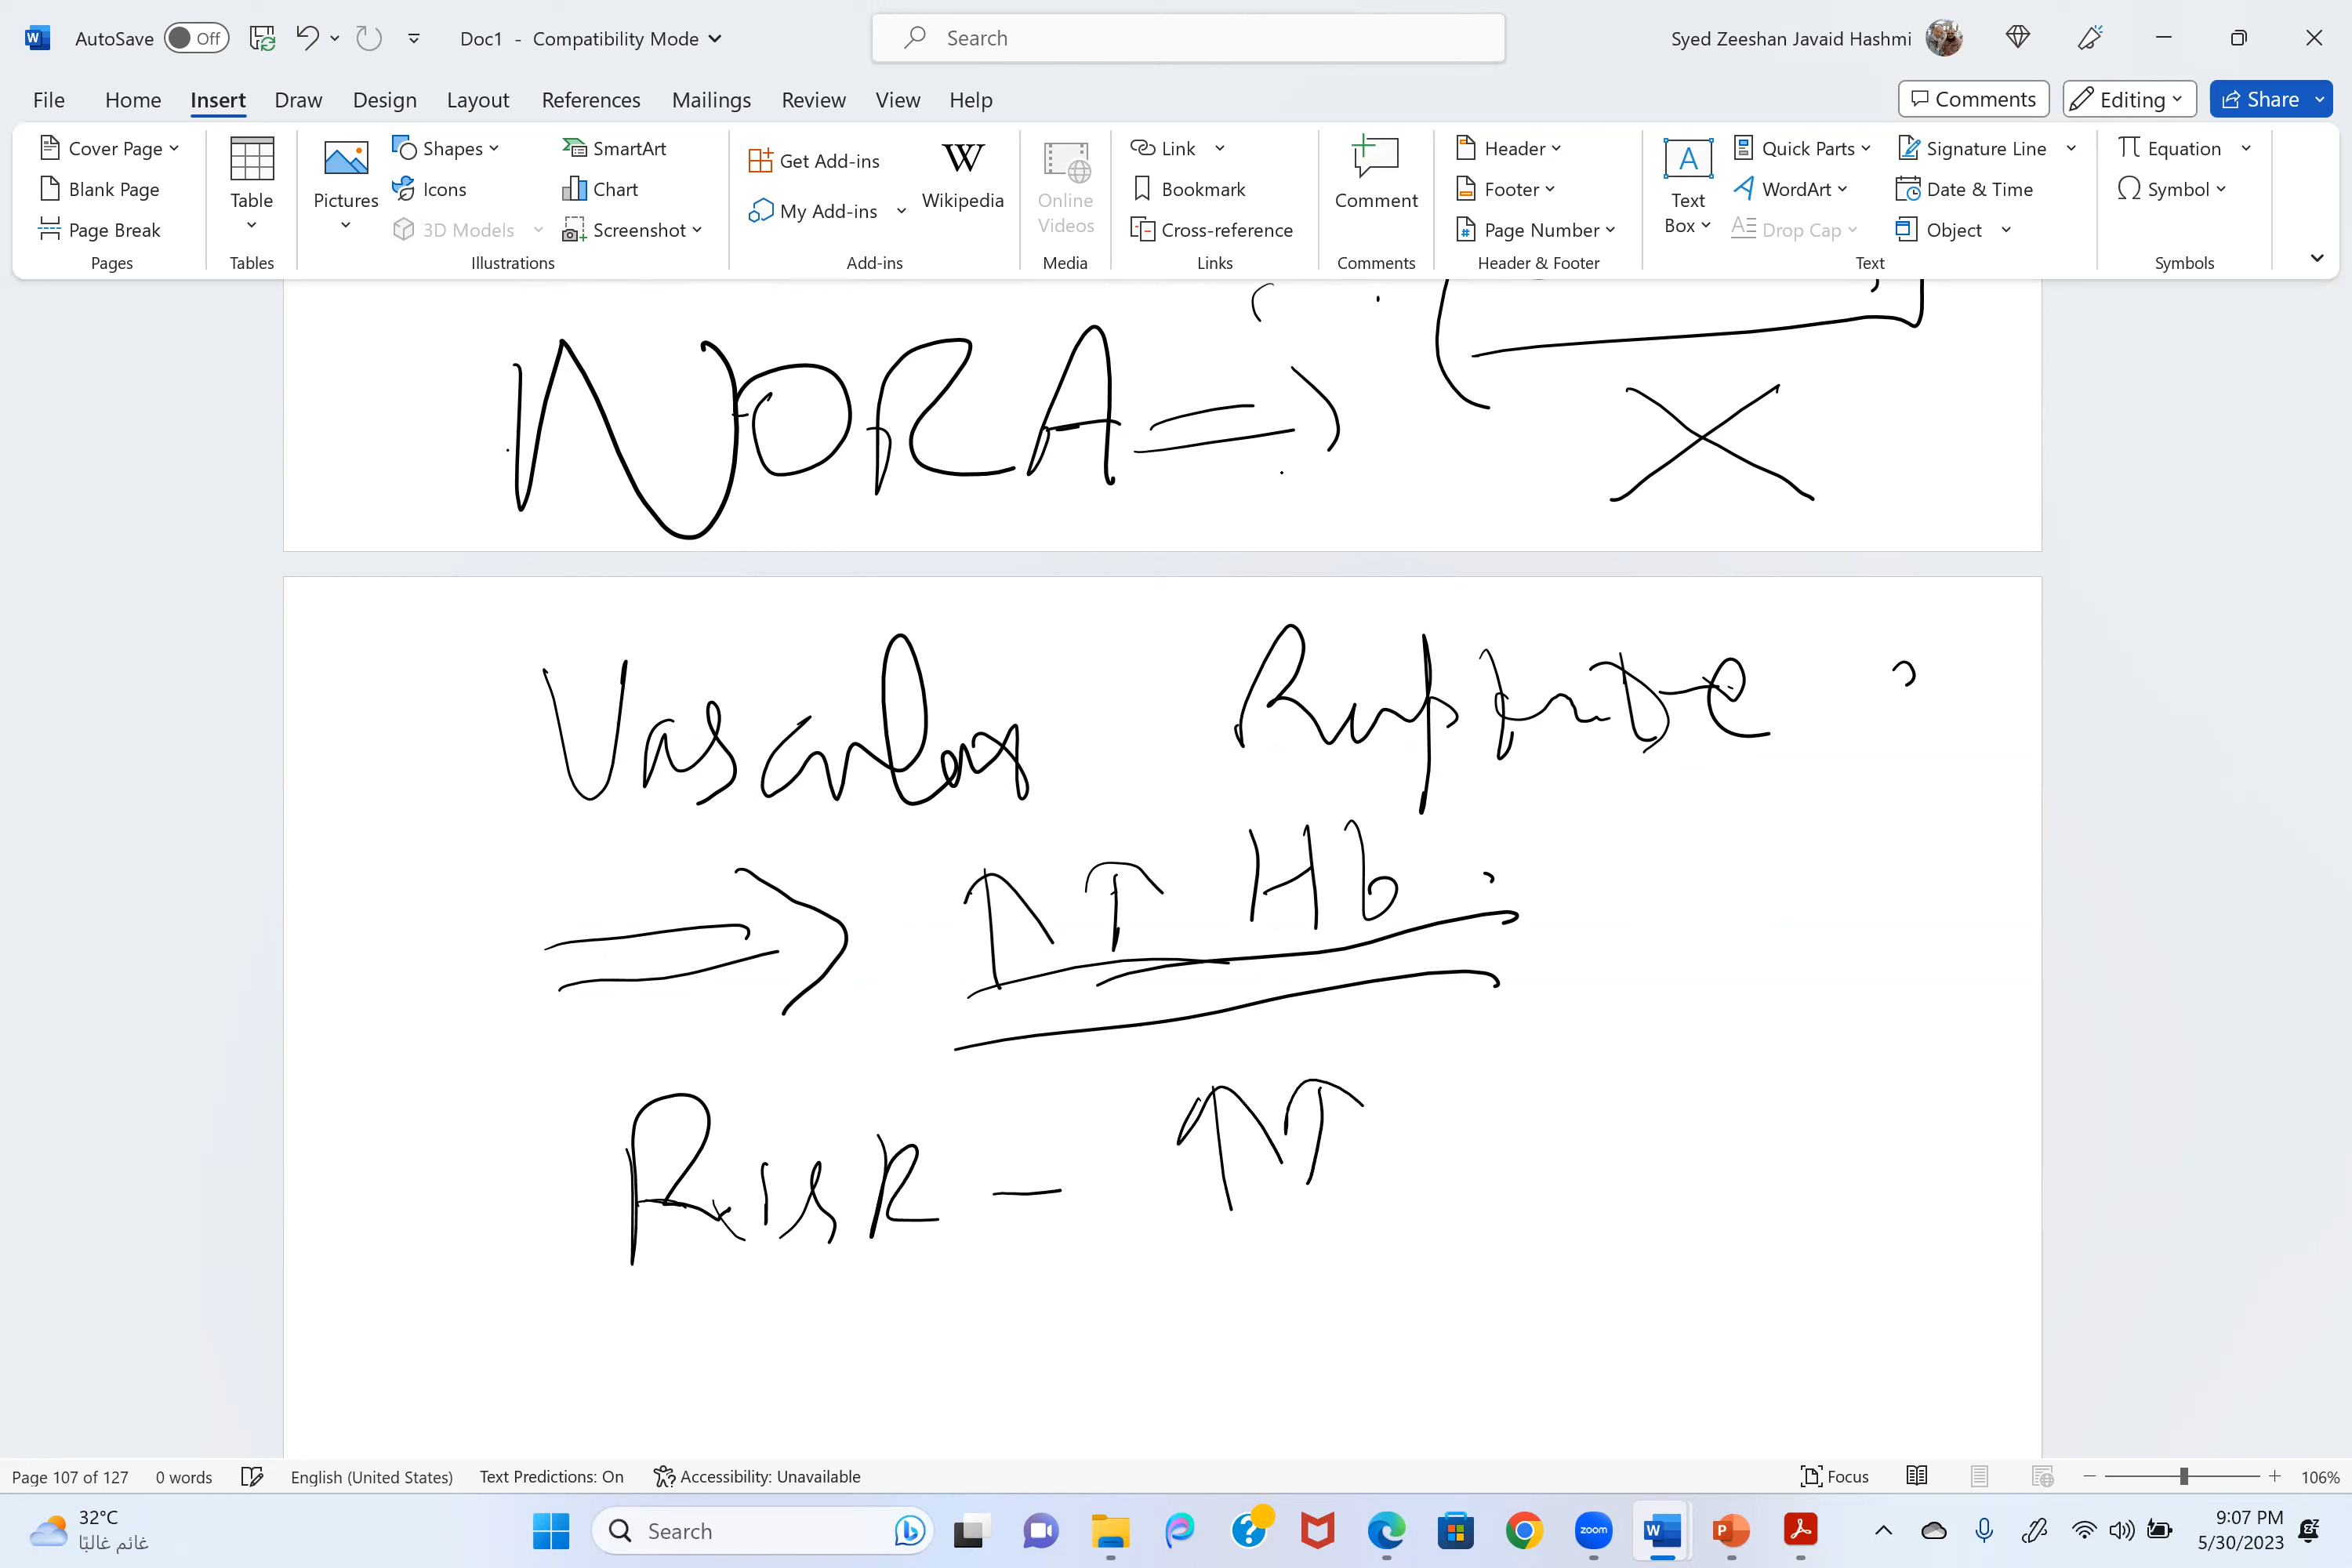 AutoSave Off Doc1 - Compatibility Mode Search Syed Zeeshan Javaid Hashmi
File Home Insert Draw Design Layout References Mailings Review View Help Comments Editing Share
Cover Page
Blank Page
Page Break
Pages
Table
Tables
Pictures
Shapes
Icons
3D Models
SmartArt
Chart
Screenshot
Illustrations
Get Add-ins
My Add-ins
Wikipedia
Add-ins
Online
Videos
Media
Link
Bookmark
Cross-reference
Links
Comment
Comments
Header
Footer
Page Number
Header & Footer
Text
Box
Quick Parts
WordArt
Drop Cap
Signature Line
Date & Time
Object
Text
Equation
Symbol
Symbols
NORA =>
X
Vascular Rupture
=> ↑↑ Hb
Risk - ↑↑
Page 107 of 127 0 words English (United States) Text Predictions: On Accessibility: Unavailable Focus 106%
32°C
غائم غالبًا
Search
zoom
9:07 PM
5/30/2023